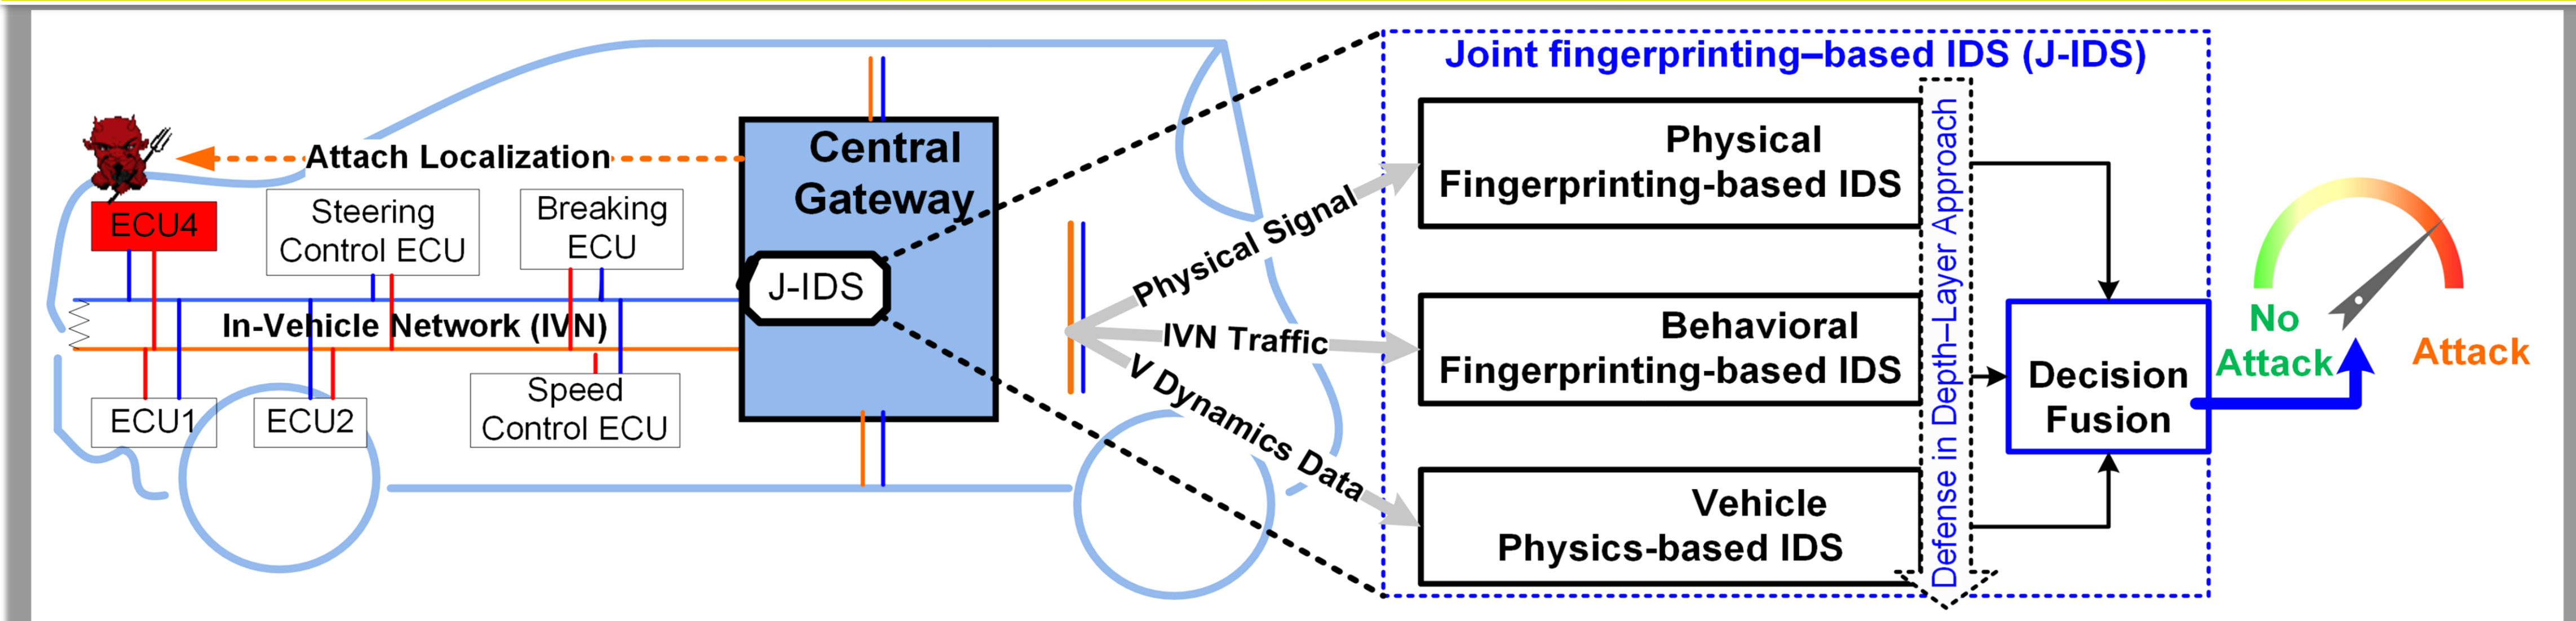 Attach Localization
ECU4
Steering
Control ECU
Breaking
ECU
In-Vehicle Network (IVN)
ECU1
ECU2
Speed
Control ECU
Central
Gateway
J-IDS
Physical Signal
IVN Traffic
V Dynamics Data
Joint fingerprinting–based IDS (J-IDS)
Physical
Fingerprinting-based IDS
Behavioral
Fingerprinting-based IDS
Vehicle
Physics-based IDS
Defense in Depth–Layer Approach
Decision
Fusion
No
Attack
Attack